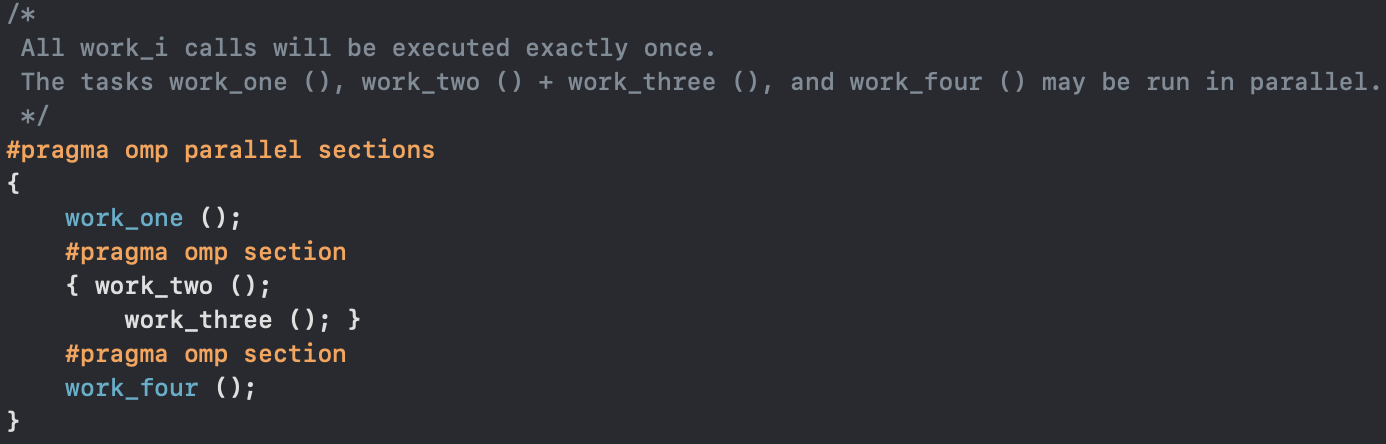 /*
 All work_i calls will be executed exactly once.
 The tasks work_one (), work_two () + work_three (), and work_four () may be run in parallel.
 */
#pragma omp parallel sections
{
    work_one ();
    #pragma omp section
    { work_two ();
        work_three (); }
    #pragma omp section
    work_four ();
}